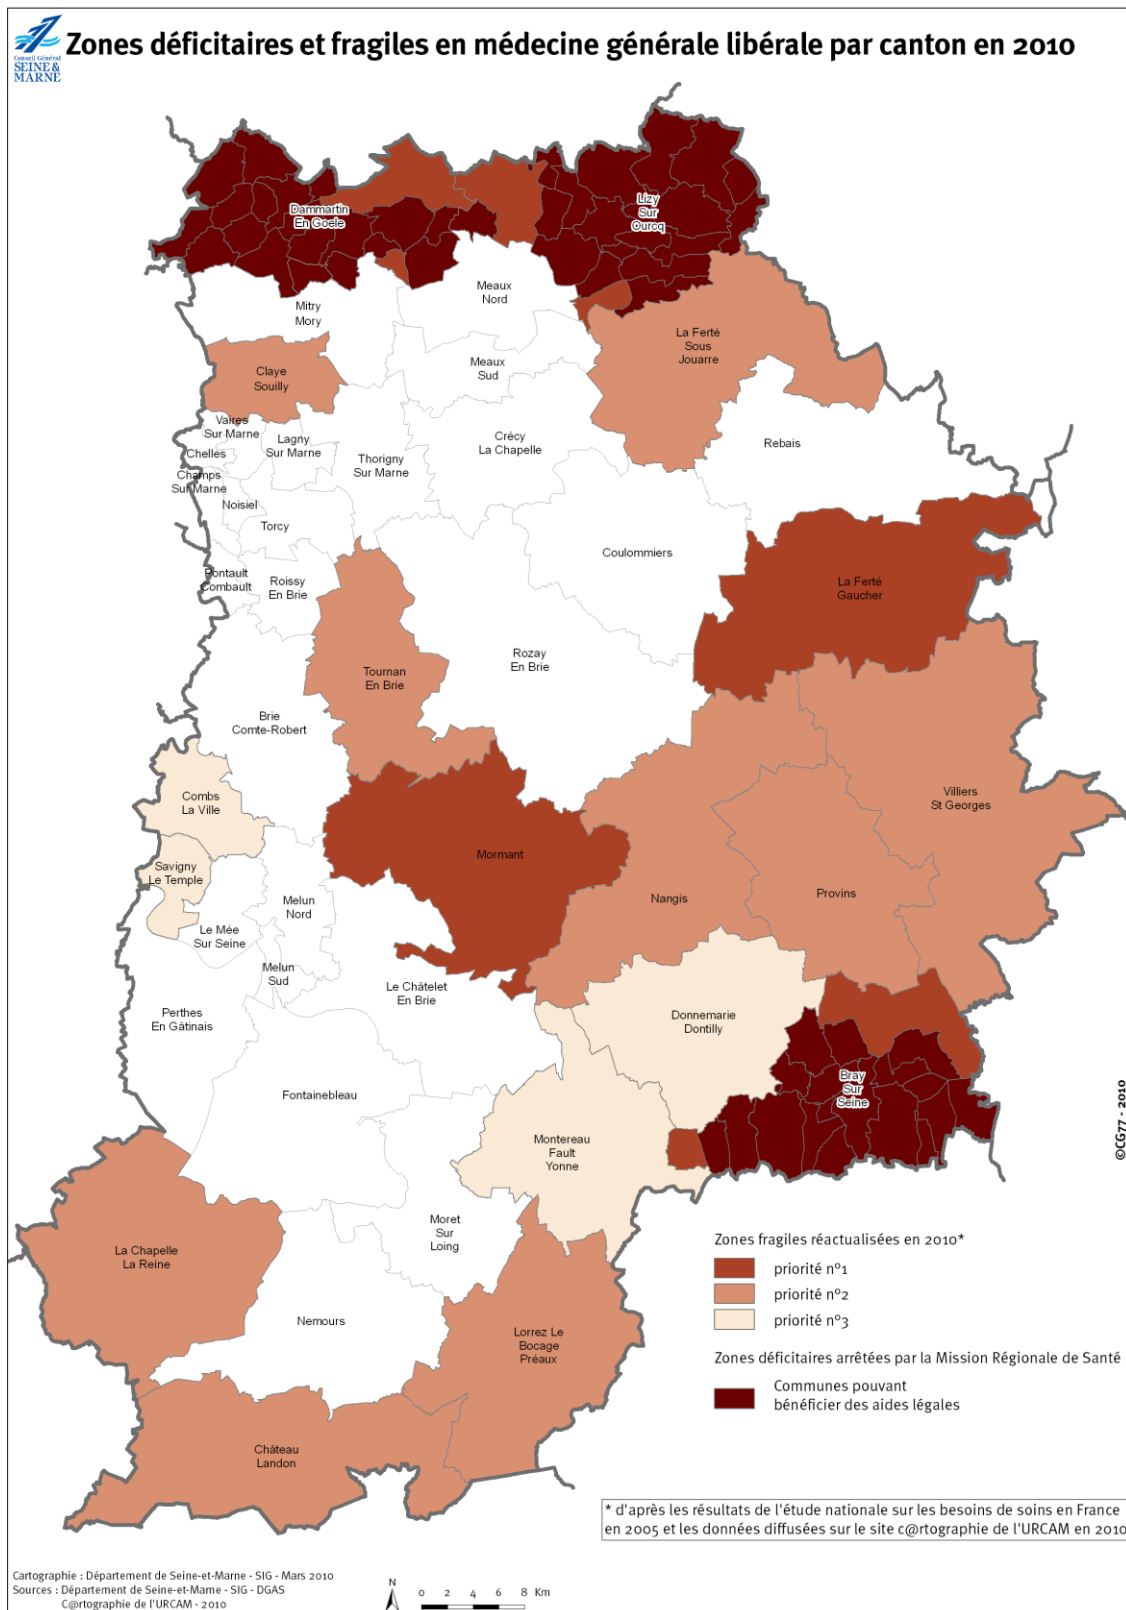 Conseil Général
SEINE &
MARNE
Zones déficitaires et fragiles en médecine générale libérale par canton en 2010
Dammartin
En Goele
Lizy
Sur
Ourcq
Meaux
Nord
Mitry
Mory
La Ferté
Sous
Jouarre
Meaux
Sud
Claye
Souilly
Vaires
Sur Marne
Lagny
Sur Marne
Crécy
La Chapelle
Rebais
Chelles
Thorigny
Sur Marne
Champs
Sur Marne
Noisiel
Torcy
Coulommiers
Pontault
Combault
Roissy
En Brie
La Ferté
Gaucher
Rozay
En Brie
Tournan
En Brie
Brie
Comte-Robert
Combs
La Ville
Villiers
St Georges
Mormant
Savigny
Le Temple
Nangis
Provins
Melun
Nord
Le Mée
Sur Seine
Melun
Sud
Le Châtelet
En Brie
Perthes
En Gâtinais
Donnemarie
Dontilly
Bray
Sur
Seine
Fontainebleau
Montereau
Fault
Yonne
©CG77 - 2010
Moret
Sur
Loing
La Chapelle
La Reine
Nemours
Lorrez Le
Bocage
Préaux
Château
Landon
Zones fragiles réactualisées en 2010*
priorité n°1
priorité n°2
priorité n°3
Zones déficitaires arrêtées par la Mission Régionale de Santé
Communes pouvant
bénéficier des aides légales
* d'après les résultats de l'étude nationale sur les besoins de soins en France
en 2005 et les données diffusées sur le site c@rtographie de l'URCAM en 2010
Cartographie : Département de Seine-et-Marne - SIG - Mars 2010
Sources : Département de Seine-et-Marne - SIG - DGAS
C@rtographie de l'URCAM - 2010
N
0 2 4 6 8 Km